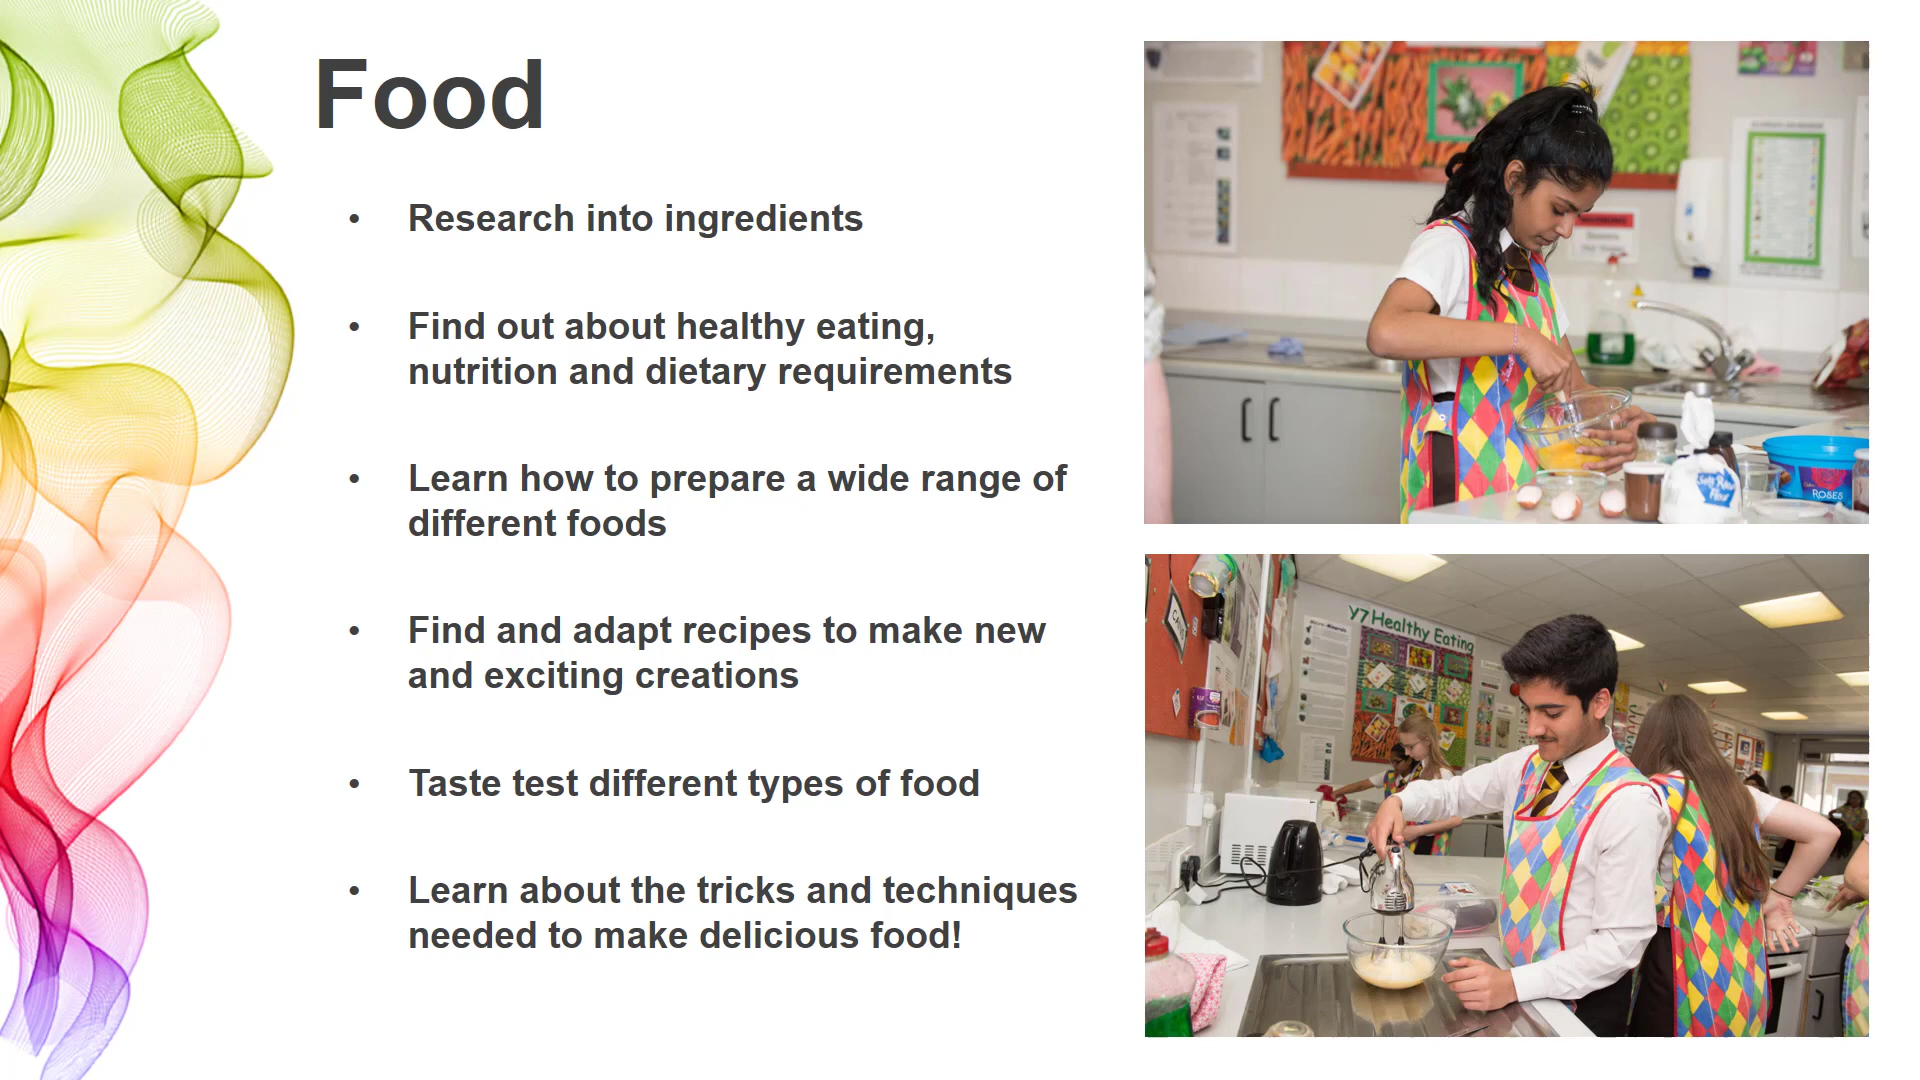 Food
• Research into ingredients
• Find out about healthy eating,
nutrition and dietary requirements
• Learn how to prepare a wide range of
different foods
• Find and adapt recipes to make new
and exciting creations
• Taste test different types of food
• Learn about the tricks and techniques
needed to make delicious food!
ROSES
Y7 Healthy Eating